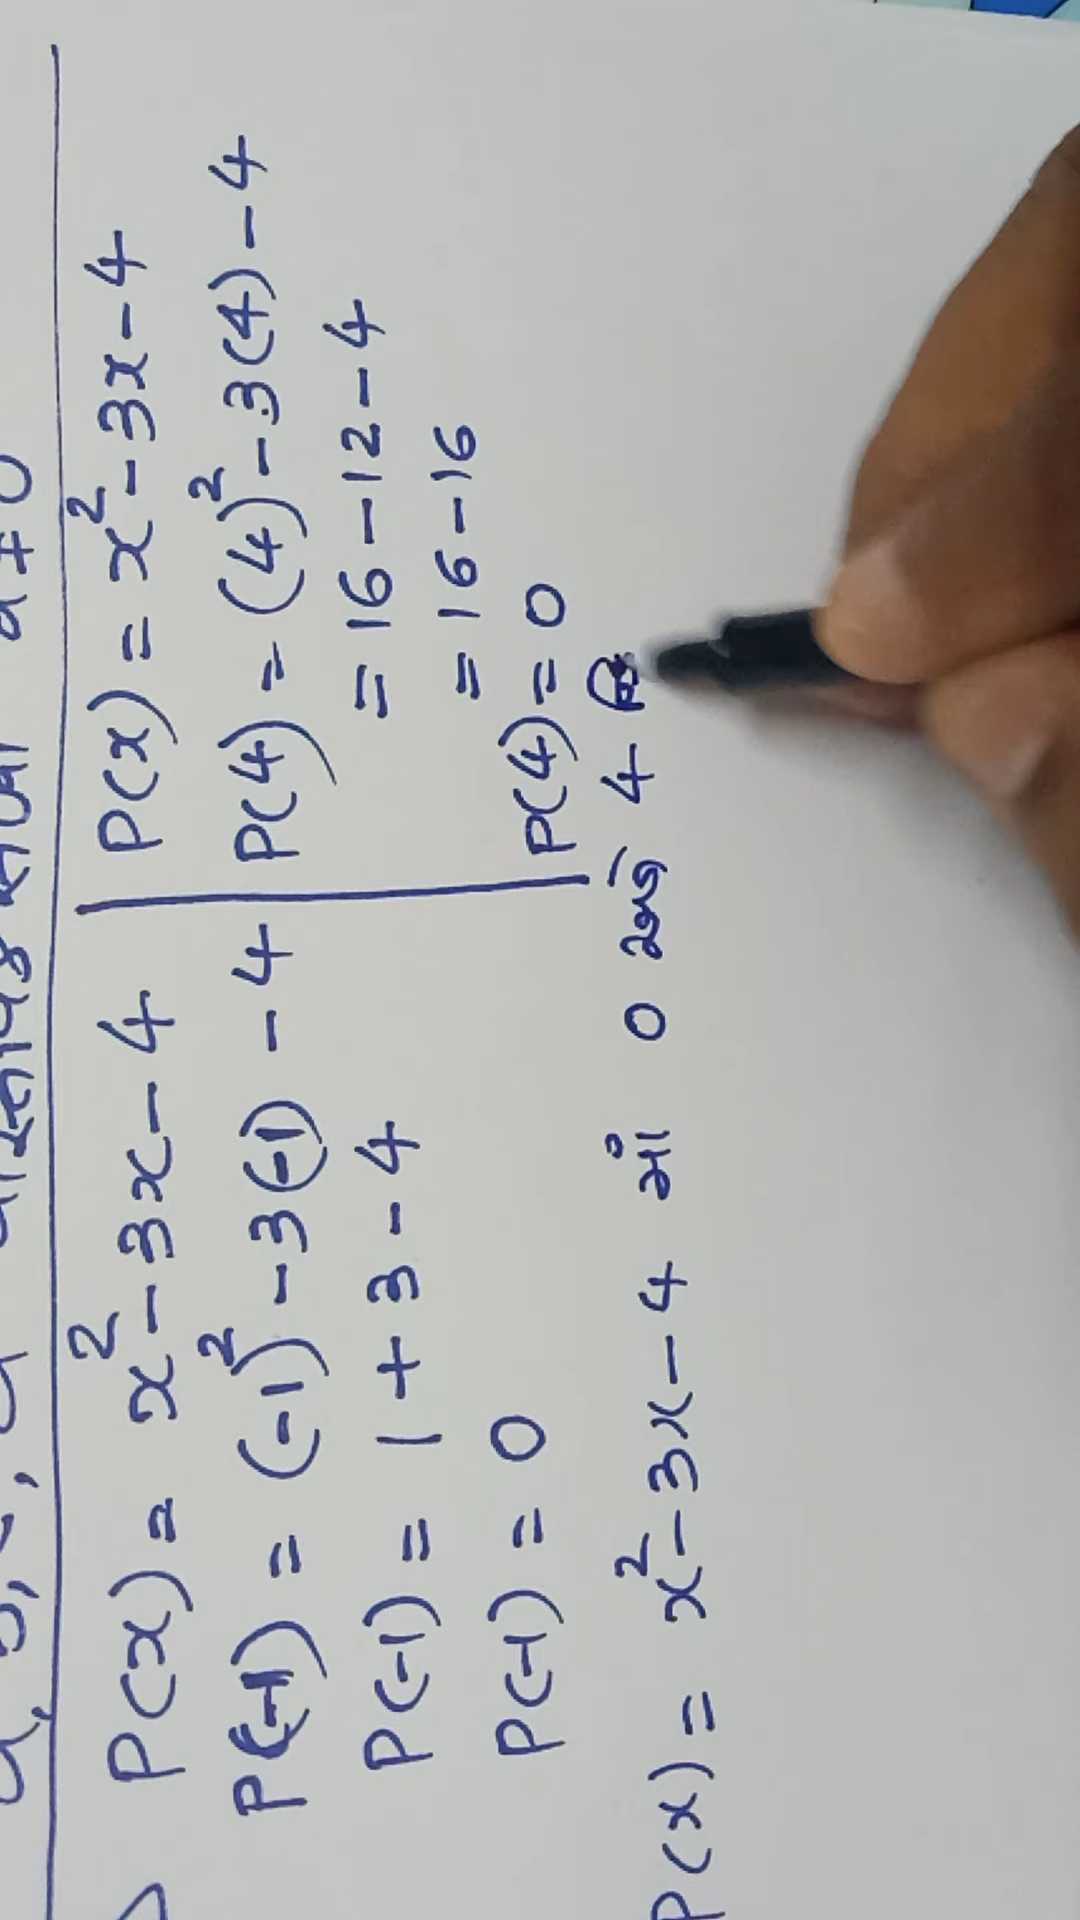 a ≠ 0
P(x) = x² - 3x - 4
P(-1) = (-1)² - 3(-1) - 4
P(-1) = 1 + 3 - 4
P(-1) = 0
P(x) = x² - 3x - 4
P(4) = (4)² - 3(4) - 4
= 16 - 12 - 4
= 16 - 16
P(4) = 0
P(x) = x² - 3x - 4 માં 0 અને 4